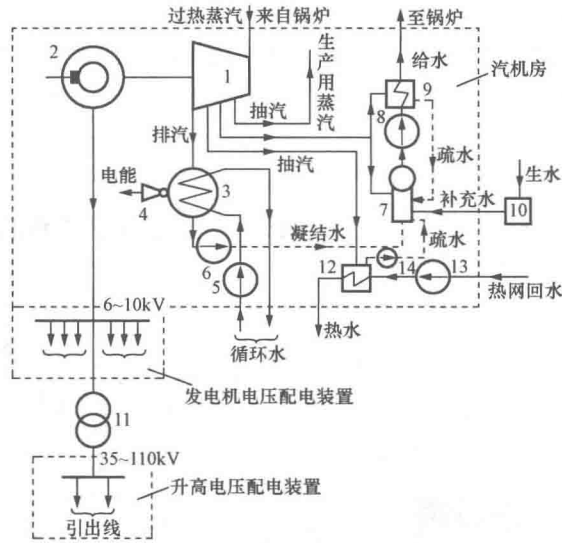 过热蒸汽 来自锅炉
至锅炉
2
1
生产用蒸汽
给水
9
汽机房
8
抽汽
排汽
抽汽
疏水
生水
电能
3
4
7
补充水
10
凝结水
疏水
6
5
12
14
13
热网回水
热水
6~10kV
循环水
发电机电压配电装置
11
35~110kV
升高电压配电装置
引出线